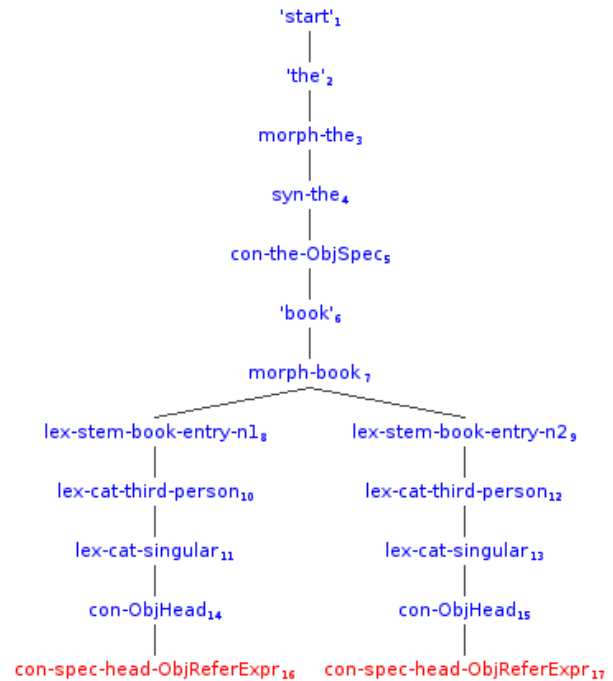 'start'₁
'the'₂
morph-the₃
syn-the₄
con-the-ObjSpec₅
'book'₆
morph-book₇
lex-stem-book-entry-n1₈ lex-stem-book-entry-n2₉
lex-cat-third-person₁₀ lex-cat-third-person₁₂
lex-cat-singular₁₁ lex-cat-singular₁₃
con-ObjHead₁₄ con-ObjHead₁₅
con-spec-head-ObjReferExpr₁₆ con-spec-head-ObjReferExpr₁₇